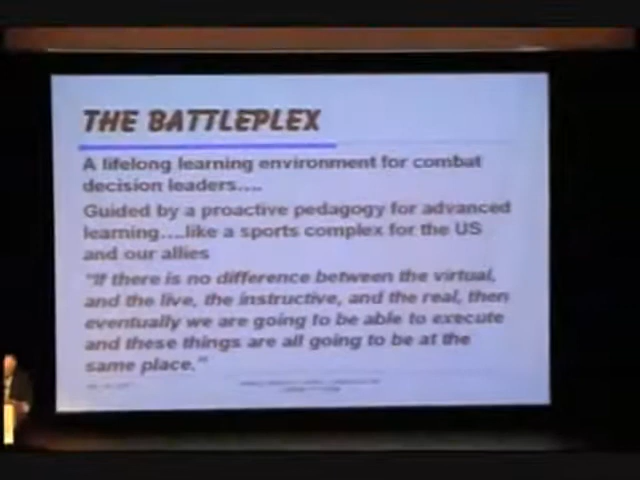 THE BATTLEPLEX
A lifelong learning environment for combat
decision leaders....
Guided by a proactive pedagogy for advanced
learning....like a sports complex for the US
and our allies
"If there is no difference between the virtual,
and the live, the instructive, and the real, then
eventually we are going to be able to execute
and these things are all going to be at the
same place."